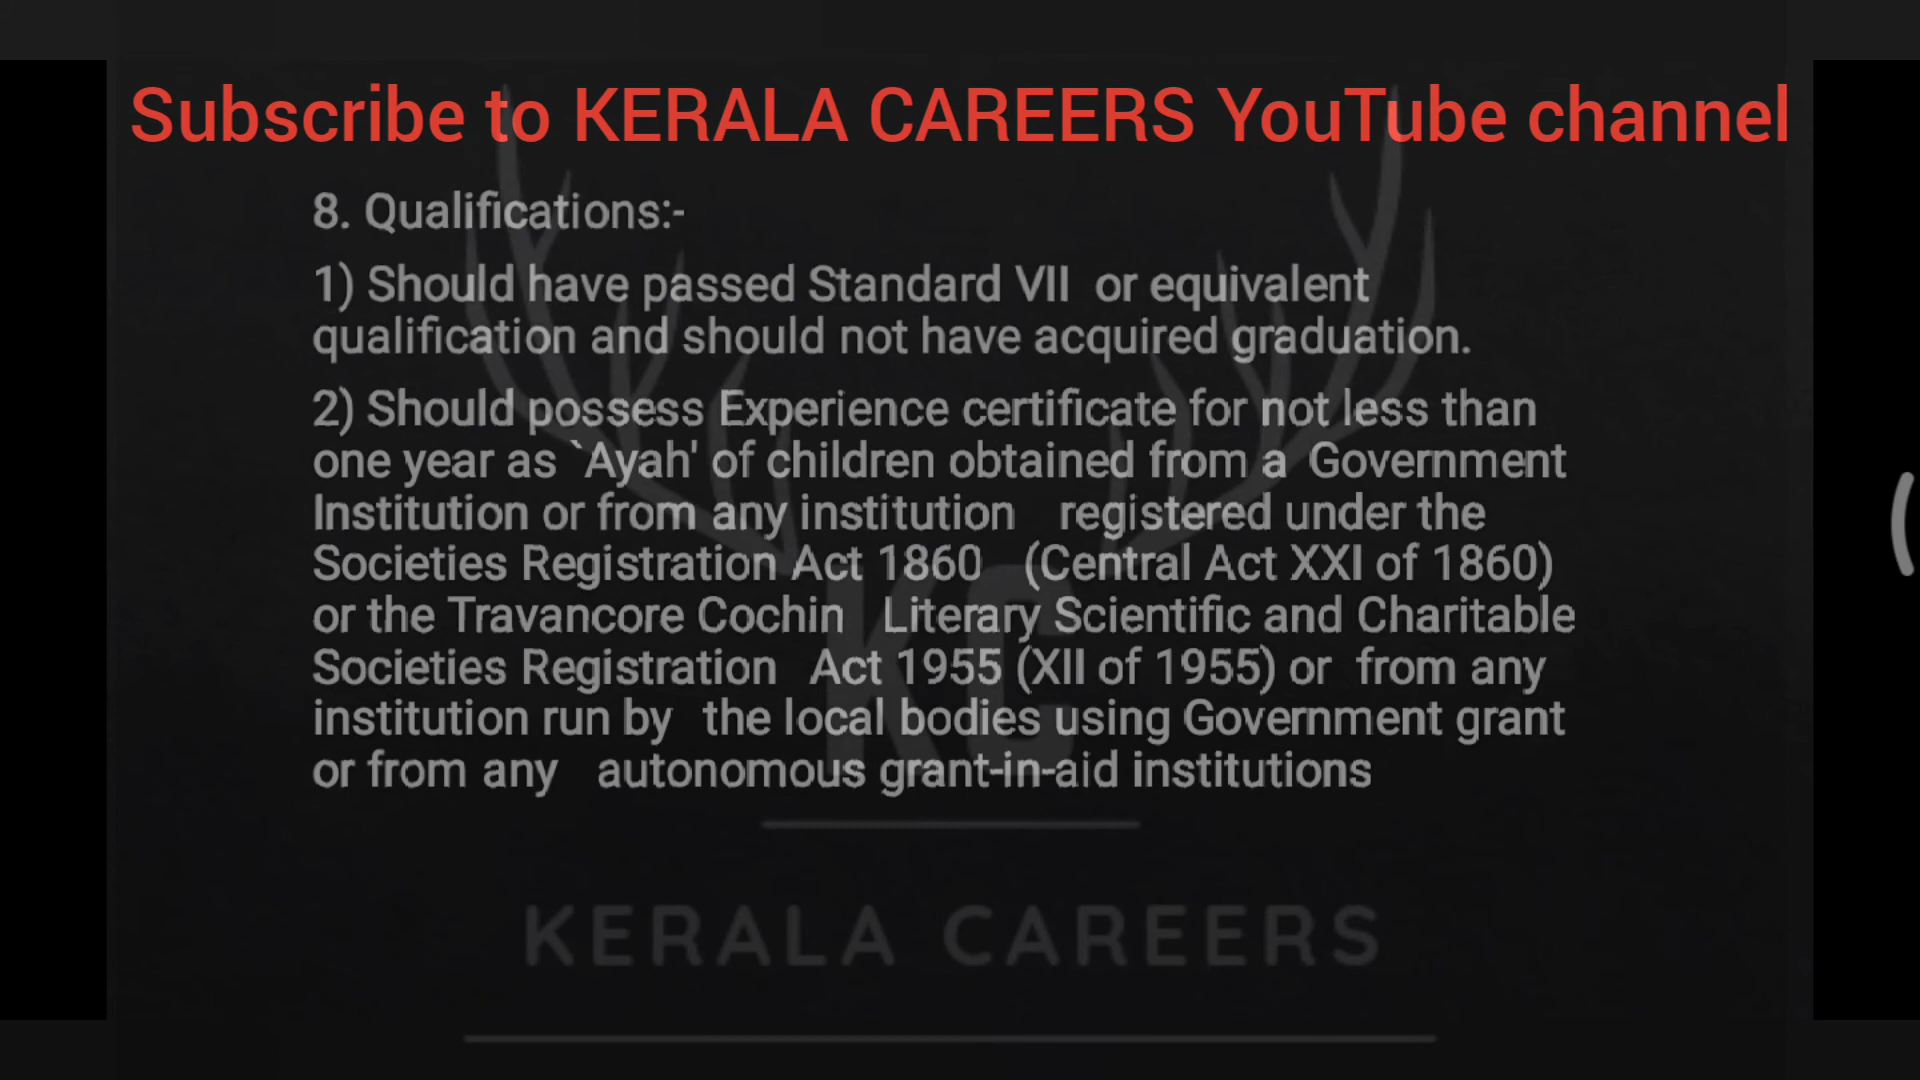 Subscribe to KERALA CAREERS YouTube channel
8. Qualifications:-
1) Should have passed Standard VII or equivalent
qualification and should not have acquired graduation.
2) Should possess Experience certificate for not less than
one year as `Ayah' of children obtained from a Government
Institution or from any institution registered under the
Societies Registration Act 1860 (Central Act XXI of 1860)
or the Travancore Cochin Literary Scientific and Charitable
Societies Registration Act 1955 (XII of 1955) or from any
institution run by the local bodies using Government grant
or from any autonomous grant-in-aid institutions
KC
KERALA CAREERS